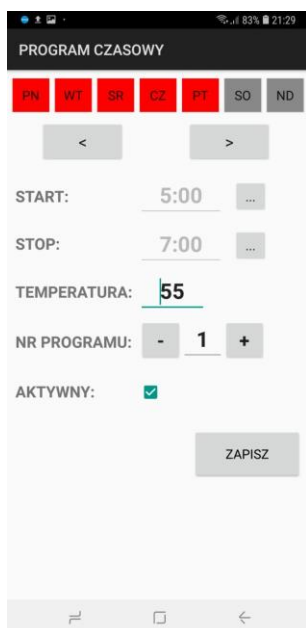 83% 21:29
PROGRAM CZASOWY
PN WT SR CZ PT SO ND
< >
START: 5:00 ...
STOP: 7:00 ...
TEMPERATURA: 55
NR PROGRAMU: - 1 +
AKTYWNY:
ZAPISZ